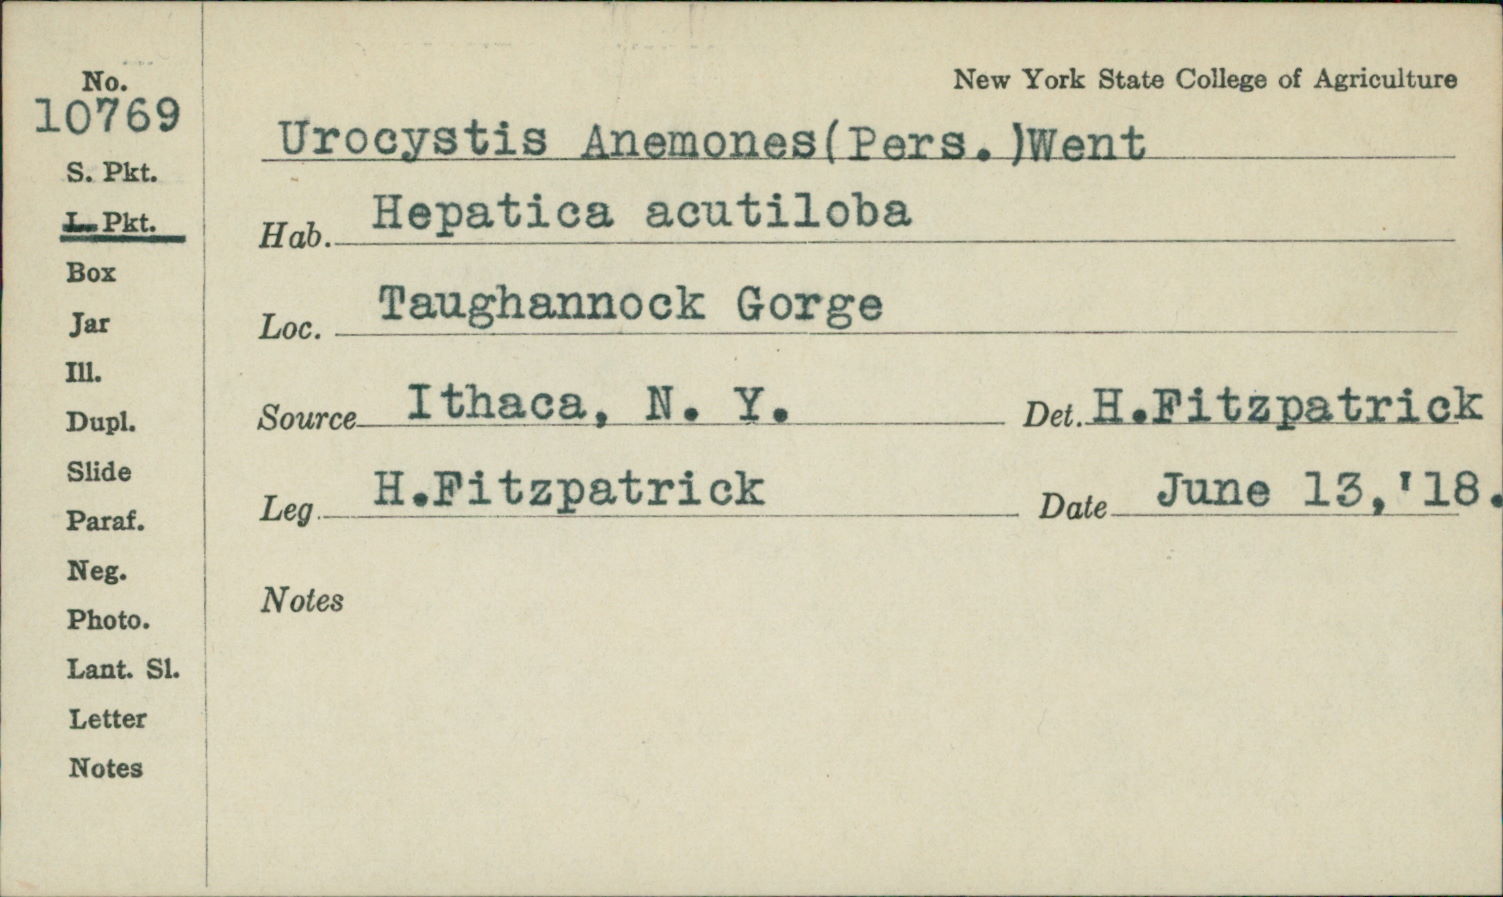 New York State College of Agriculture
No.
10769
S. Pkt.
L. Pkt.
Box
Jar
Ill.
Dupl.
Slide
Paraf.
Neg.
Photo.
Lant. Sl.
Letter
Notes
Urocystis Anemones(Pers.)Went
Hab. Hepatica acutiloba
Loc. Taughannock Gorge
Source Ithaca, N. Y. Det. H.Fitzpatrick
Leg H.Fitzpatrick Date June 13,'18.
Notes